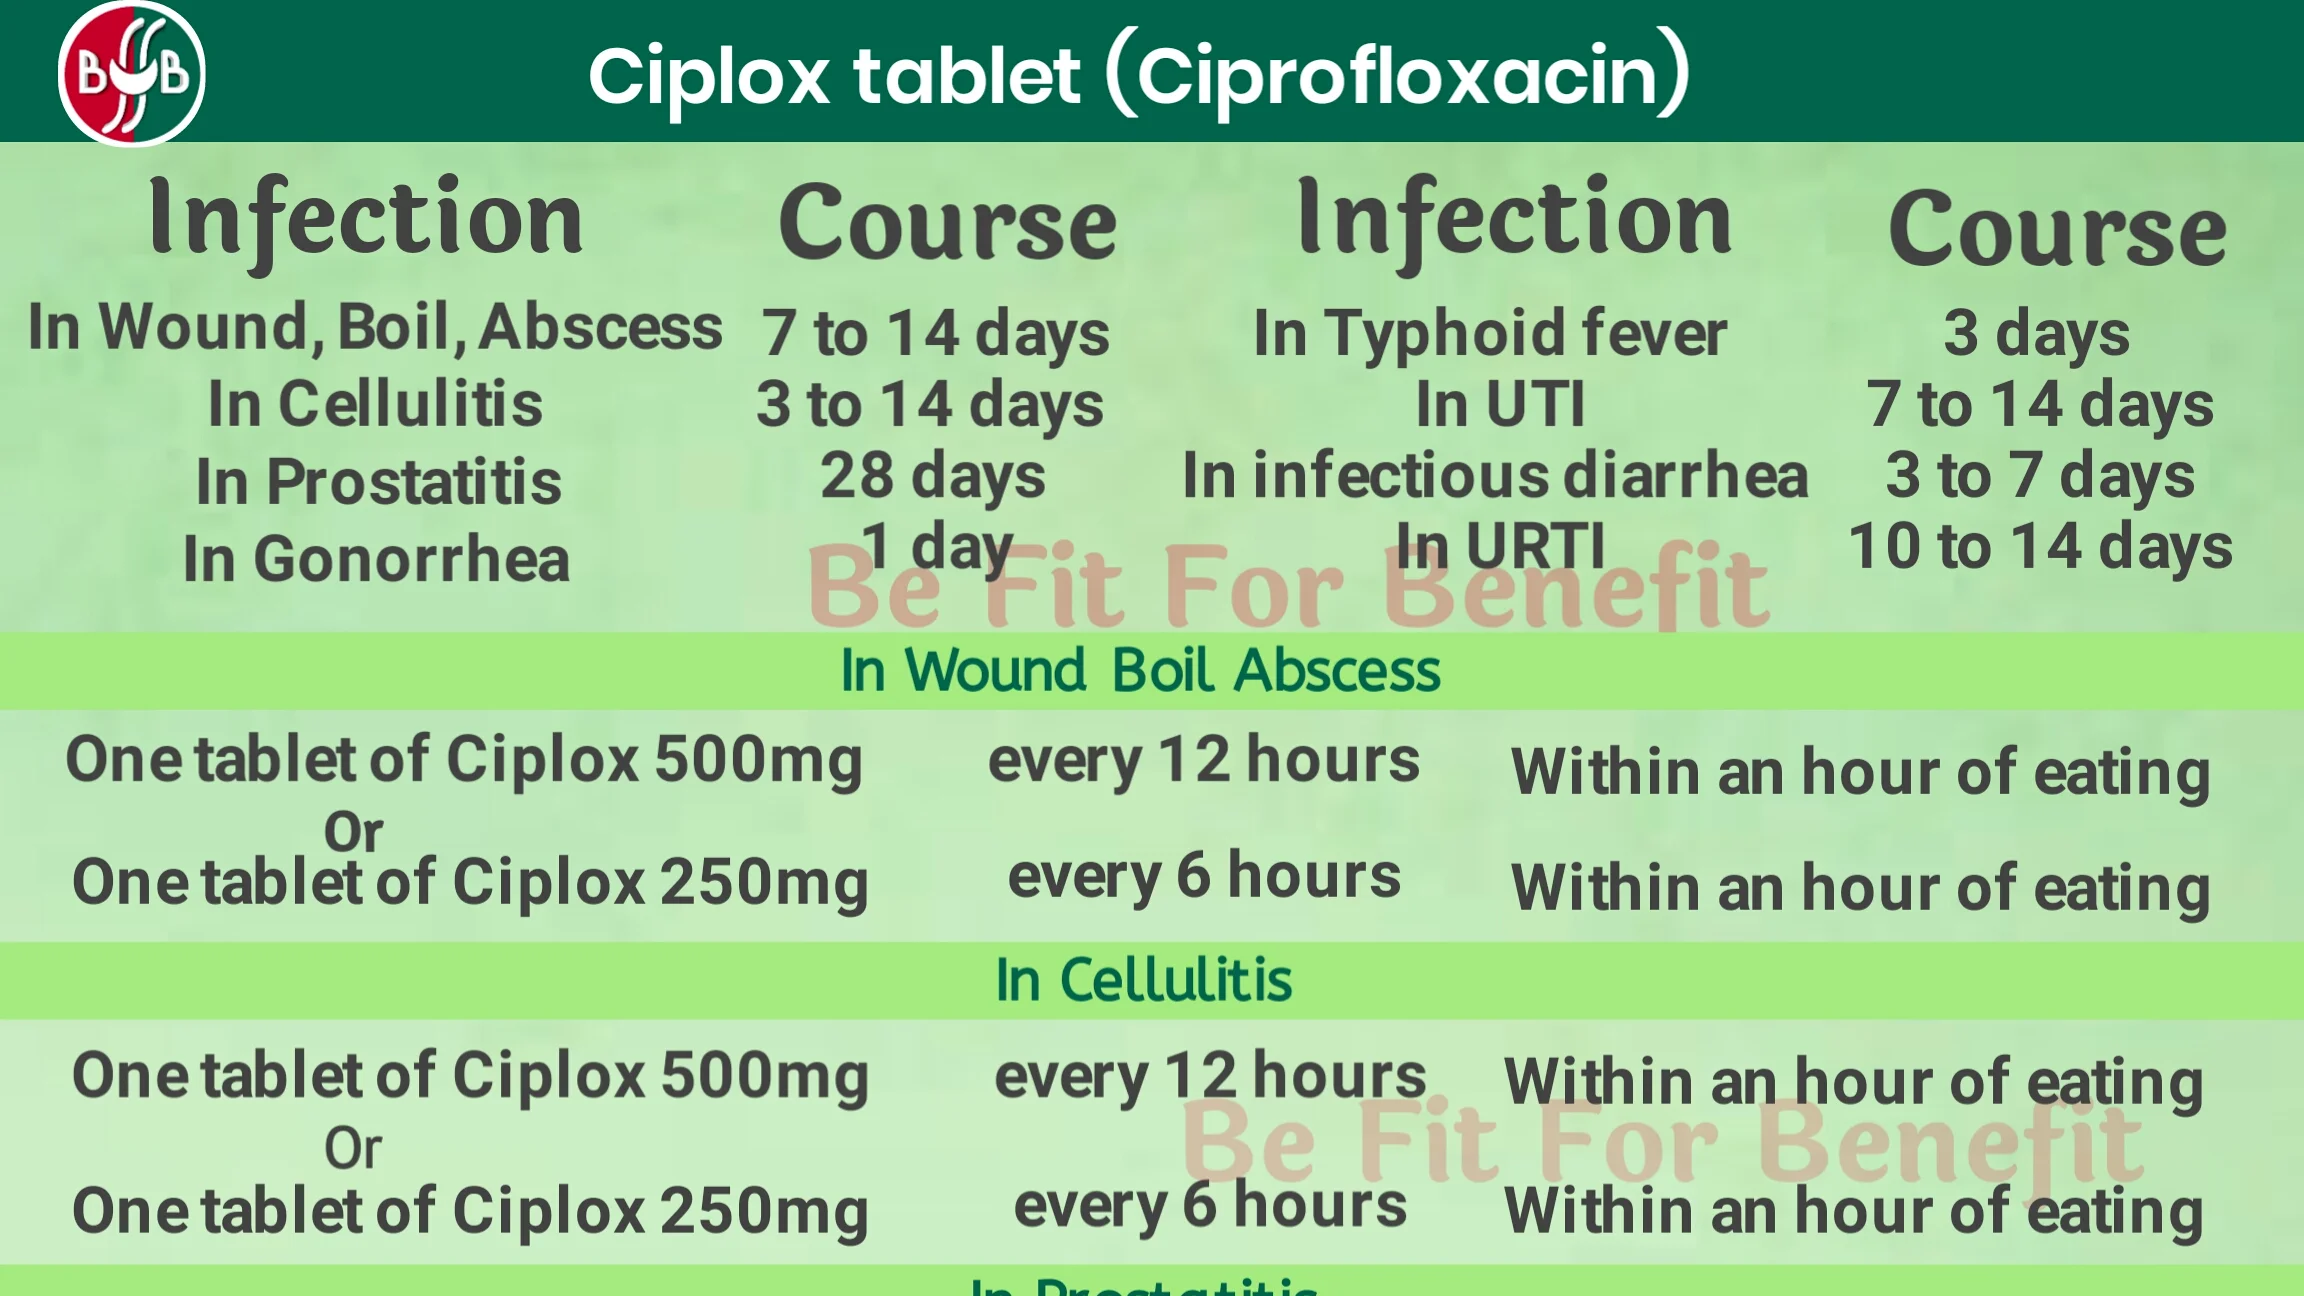 B B
Ciplox tablet (Ciprofloxacin)
Infection Course Infection Course
In Wound, Boil, Abscess 7 to 14 days In Typhoid fever 3 days
In Cellulitis 3 to 14 days In UTI 7 to 14 days
In Prostatitis 28 days In infectious diarrhea 3 to 7 days
In Gonorrhea 1 day In URTI 10 to 14 days
Be Fit For Benefit
In Wound Boil Abscess
One tablet of Ciplox 500mg every 12 hours Within an hour of eating
Or
One tablet of Ciplox 250mg every 6 hours Within an hour of eating
In Cellulitis
One tablet of Ciplox 500mg every 12 hours Within an hour of eating
Or
Be Fit For Benefit
One tablet of Ciplox 250mg every 6 hours Within an hour of eating
In Prostatitis